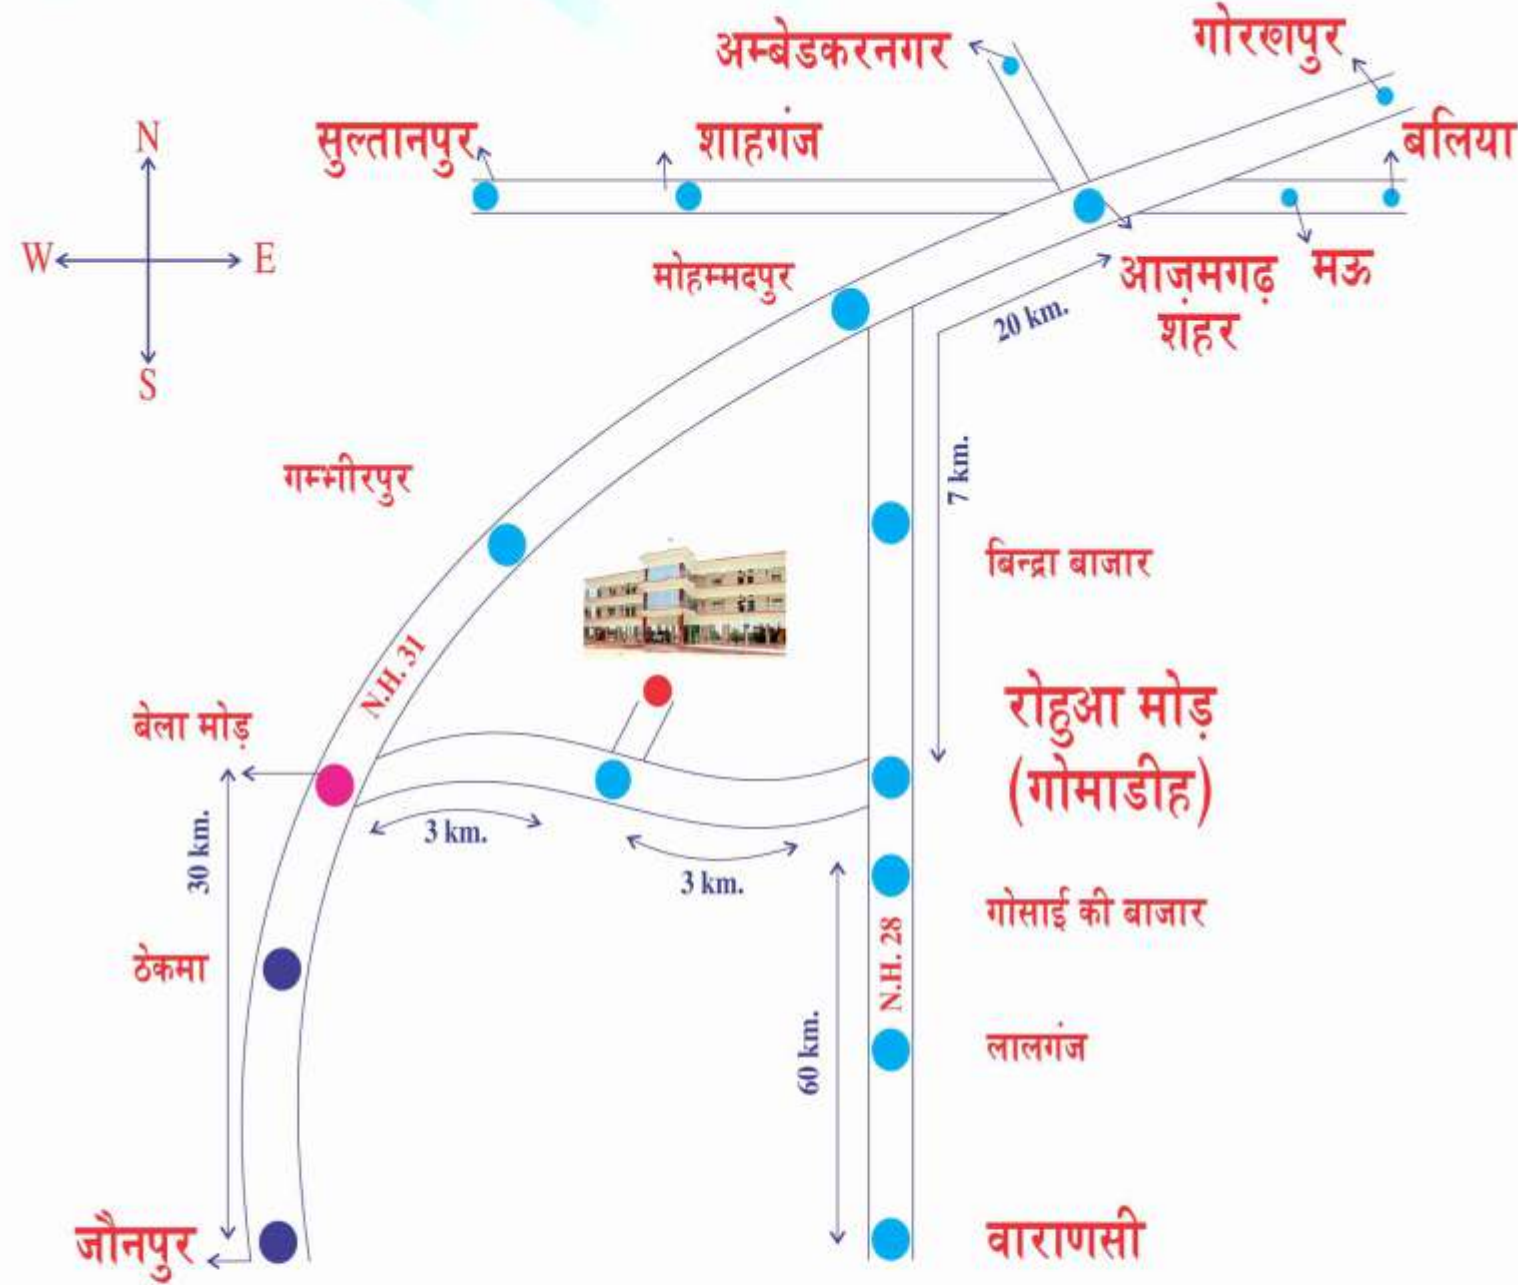 अम्बेडकरनगर
गोरखपुर
सुल्तानपुर
शाहगंज
बलिया
N
W
E
S
मोहम्मदपुर
आज़मगढ़
शहर
मऊ
20 km.
7 km.
गम्भीरपुर
बिन्द्रा बाजार
N.H. 31
बेला मोड़
रोहुआ मोड़
(गोमाडीह)
3 km.
3 km.
30 km.
गोसाई की बाजार
N.H. 28
ठेकमा
लालगंज
60 km.
जौनपुर
वाराणसी